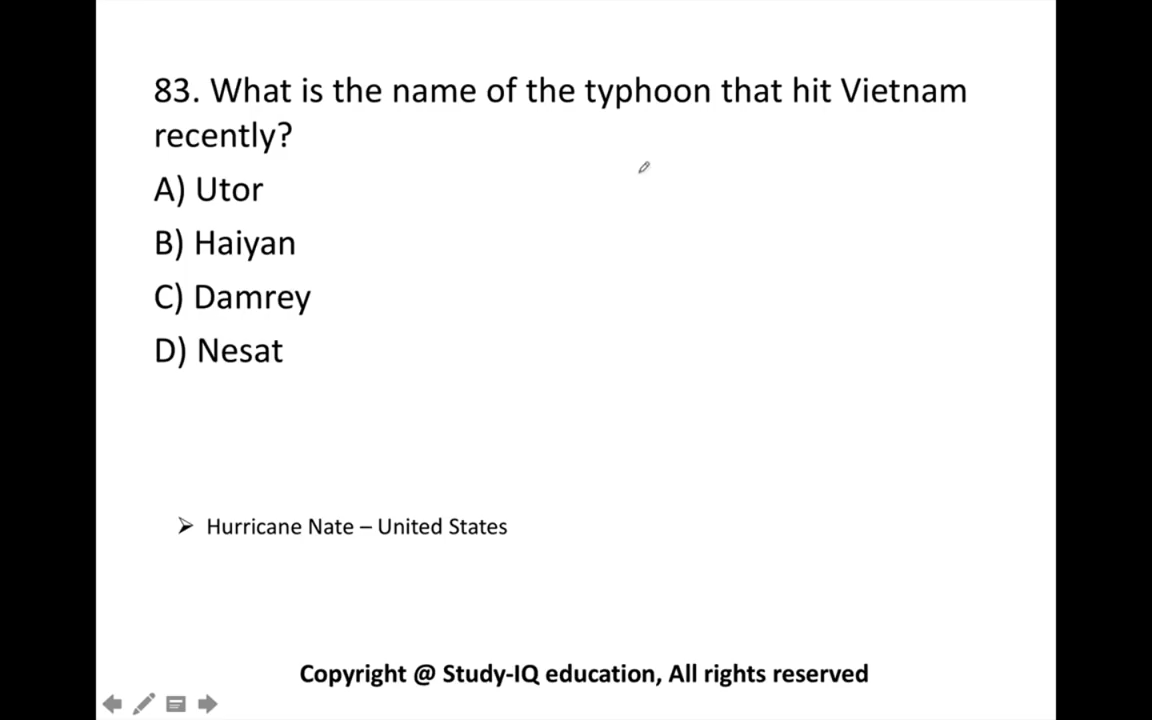 83. What is the name of the typhoon that hit Vietnam
recently?
A) Utor
B) Haiyan
C) Damrey
D) Nesat
➢ Hurricane Nate – United States
Copyright @ Study-IQ education, All rights reserved